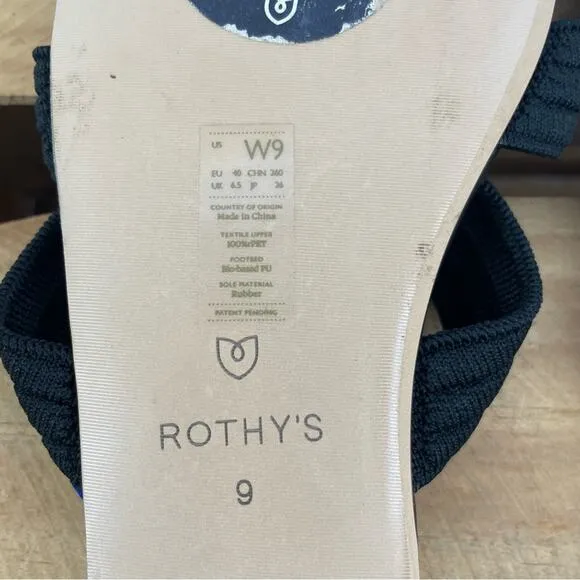 US W9
EU 40 CHN 260
UK 6.5 JP 26
COUNTRY OF ORIGIN
Made in China
TEXTILE UPPER
100%rPET
FOOTBED
Bio-based PU
SOLE MATERIAL
Rubber
PATENT PENDING
ROTHY'S
9